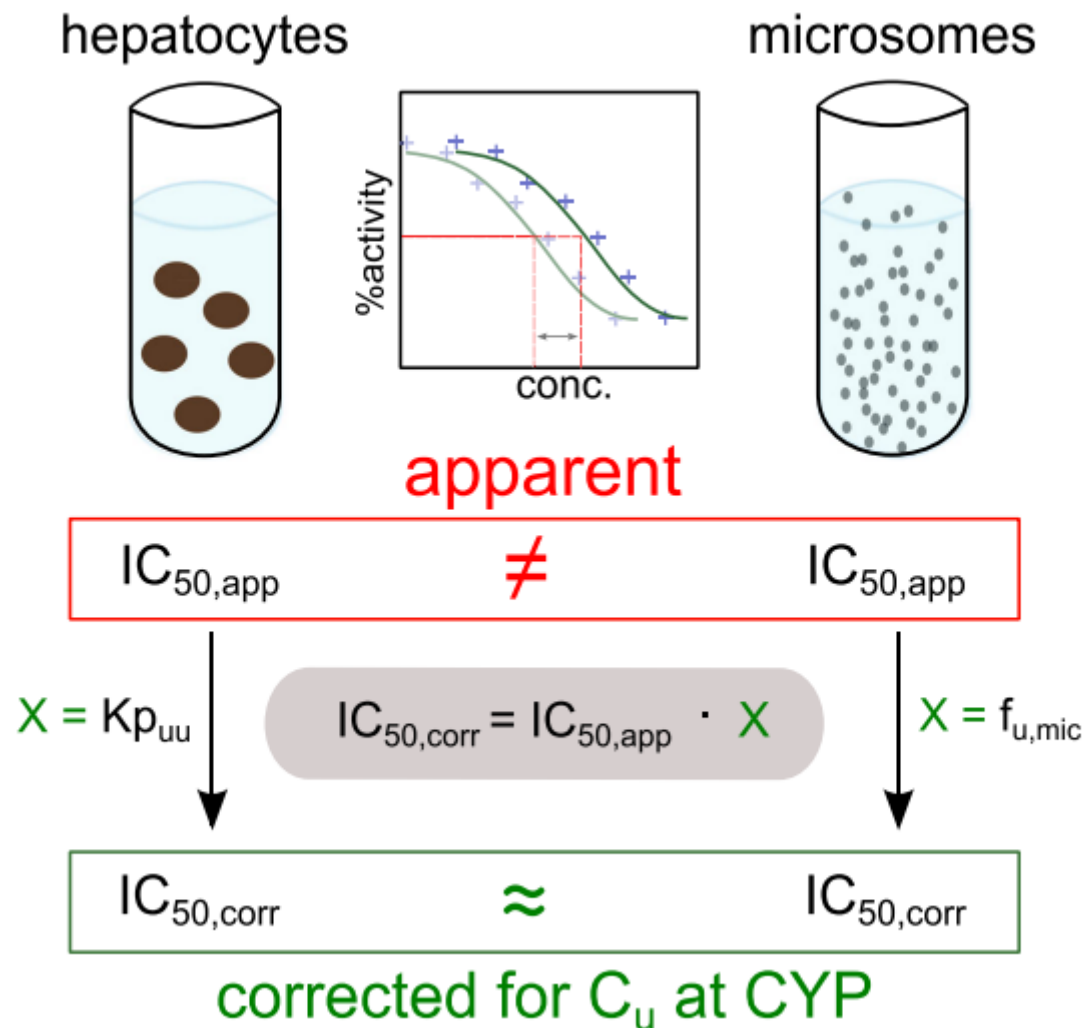 hepatocytes
microsomes
%activity
conc.
apparent
IC50,app ≠ IC50,app
X = Kpuu
IC50,corr = IC50,app · X
X = fu,mic
IC50,corr ≈ IC50,corr
corrected for Cu at CYP